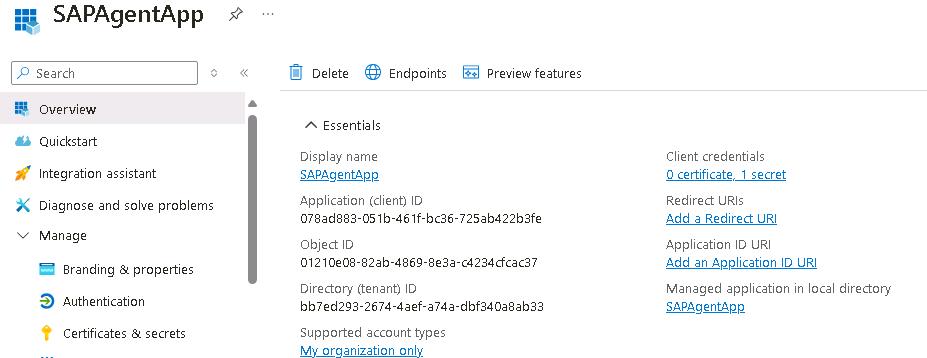 SAPAgentApp
Search
Delete
Endpoints
Preview features
Overview
Quickstart
Integration assistant
Diagnose and solve problems
Manage
Branding & properties
Authentication
Certificates & secrets
Essentials
Display name
SAPAgentApp
Application (client) ID
078ad883-051b-461f-bc36-725ab422b3fe
Object ID
01210e08-82ab-4869-8e3a-c4234cfcac37
Directory (tenant) ID
bb7ed293-2674-4aef-a74a-dbf340a8ab33
Supported account types
My organization only
Client credentials
0 certificate, 1 secret
Redirect URIs
Add a Redirect URI
Application ID URI
Add an Application ID URI
Managed application in local directory
SAPAgentApp